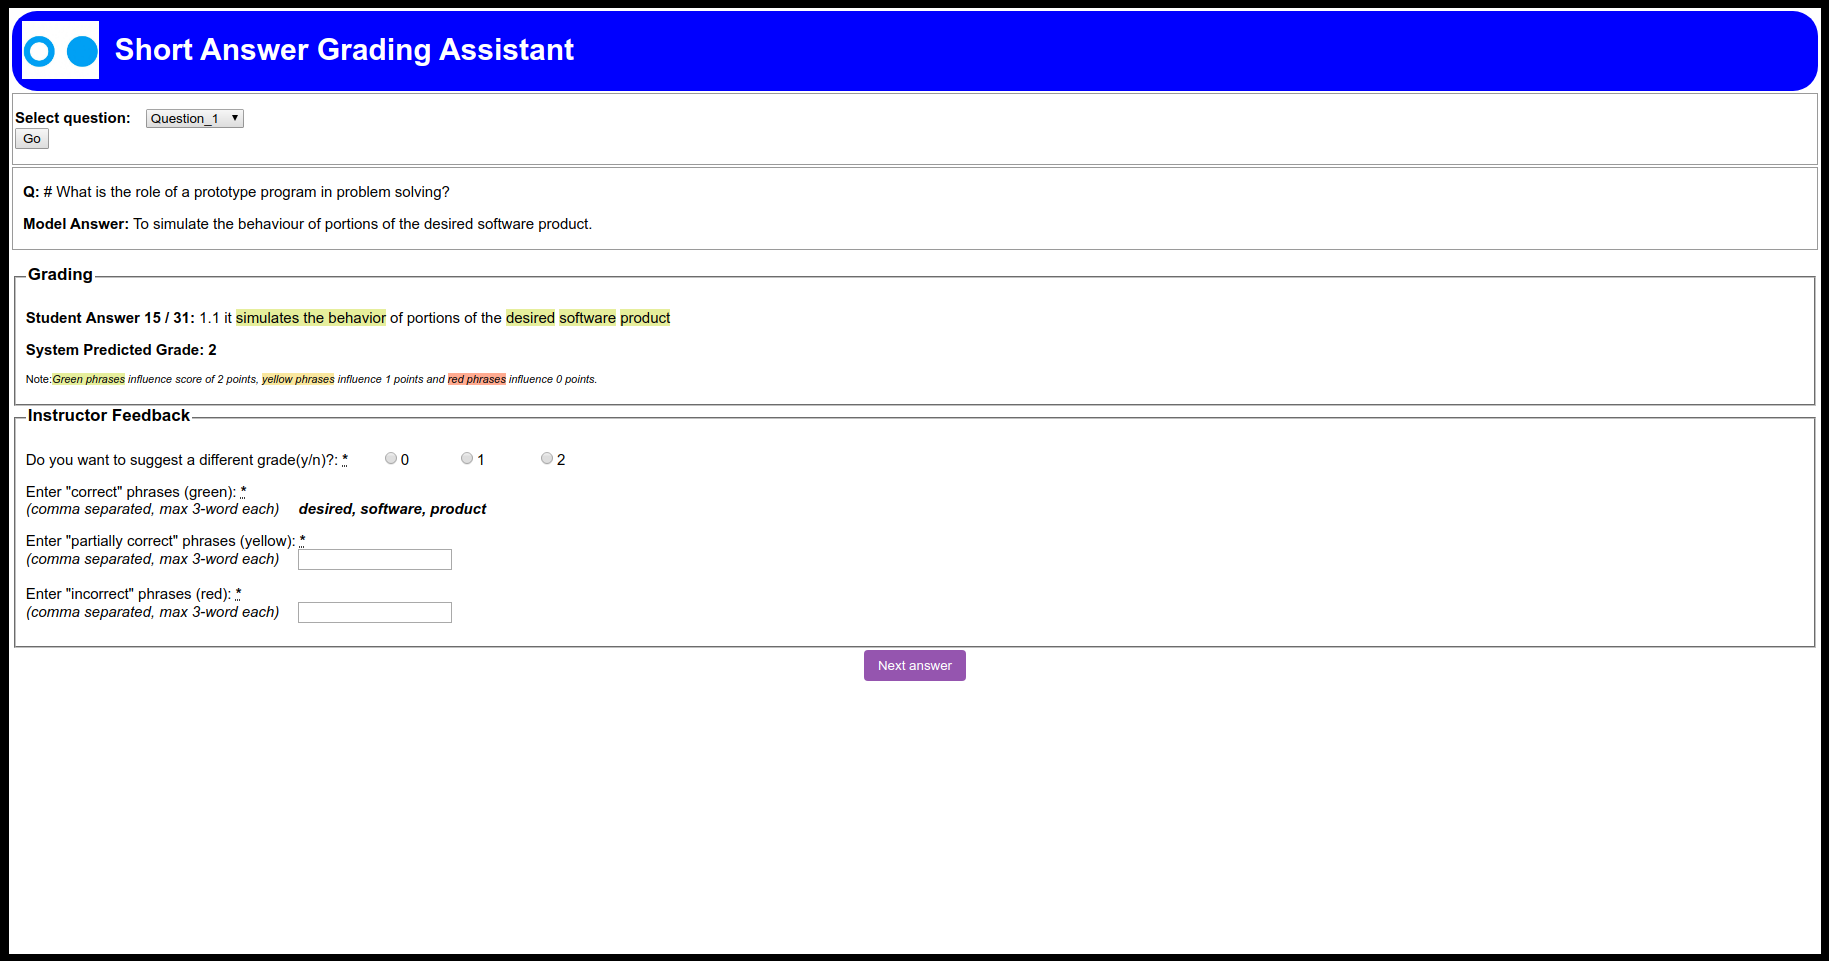 Short Answer Grading Assistant
Select question: Question_1
Go
Q: # What is the role of a prototype program in problem solving?
Model Answer: To simulate the behaviour of portions of the desired software product.
Grading
Student Answer 15 / 31: 1.1 it simulates the behavior of portions of the desired software product
System Predicted Grade: 2
Note:Green phrases influence score of 2 points, yellow phrases influence 1 points and red phrases influence 0 points.
Instructor Feedback
Do you want to suggest a different grade(y/n)?: * 0 1 2
Enter "correct" phrases (green): *
(comma separated, max 3-word each) desired, software, product
Enter "partially correct" phrases (yellow): *
(comma separated, max 3-word each)
Enter "incorrect" phrases (red): *
(comma separated, max 3-word each)
Next answer